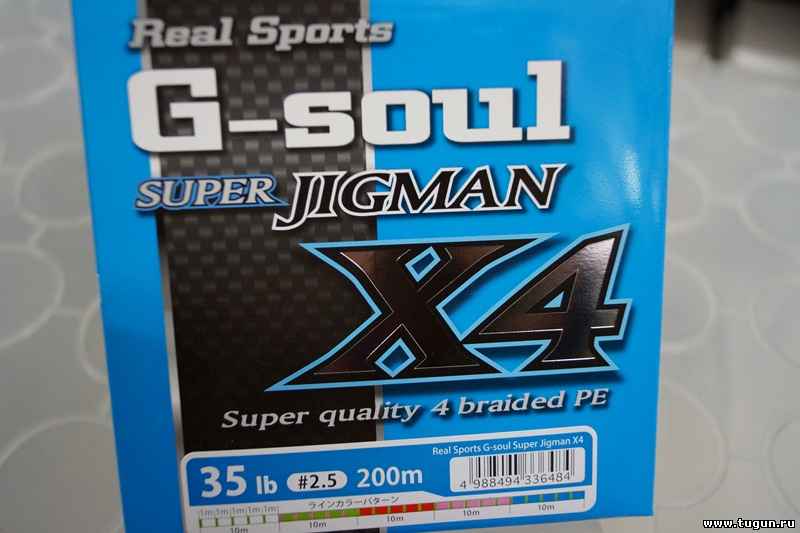 Real Sports
G-soul
SUPER JIGMAN
X4
Super quality 4 braided PE
Real Sports G-soul Super Jigman X4
35 lb #2.5 200m
4 988494 336484
ラインカラーパターン
1m 1m 1m 1m 1m
10m 10m 10m 10m 10m
www.tugun.ru